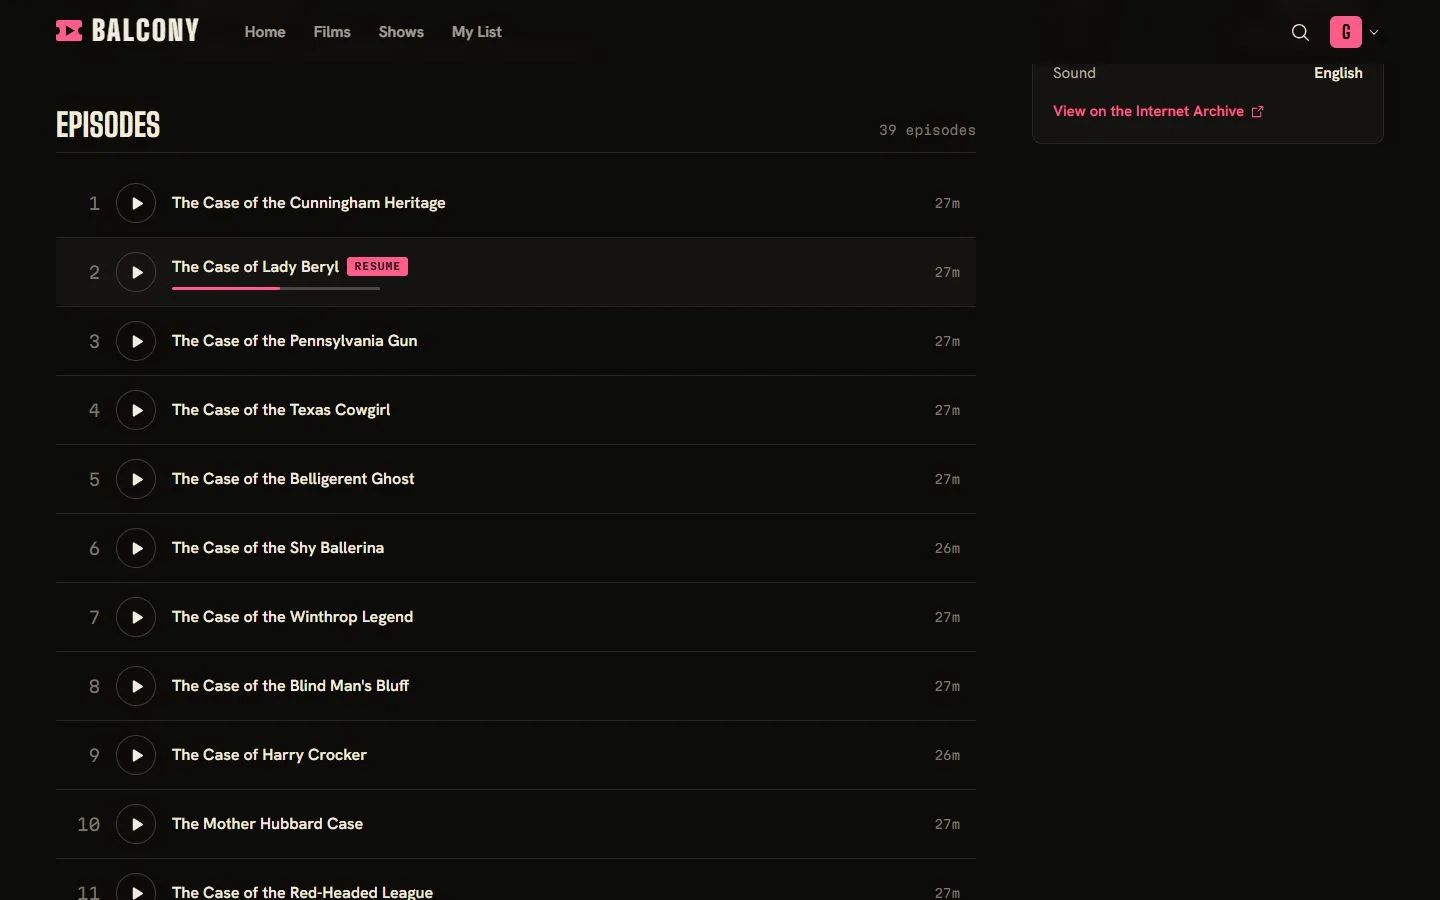 BALCONY
Home Films Shows My List
G
Sound English
View on the Internet Archive
EPISODES
39 episodes
1 The Case of the Cunningham Heritage 27m
2 The Case of Lady Beryl RESUME 27m
3 The Case of the Pennsylvania Gun 27m
4 The Case of the Texas Cowgirl 27m
5 The Case of the Belligerent Ghost 27m
6 The Case of the Shy Ballerina 26m
7 The Case of the Winthrop Legend 27m
8 The Case of the Blind Man's Bluff 27m
9 The Case of Harry Crocker 26m
10 The Mother Hubbard Case 27m
11 The Case of the Red-Headed League 27m